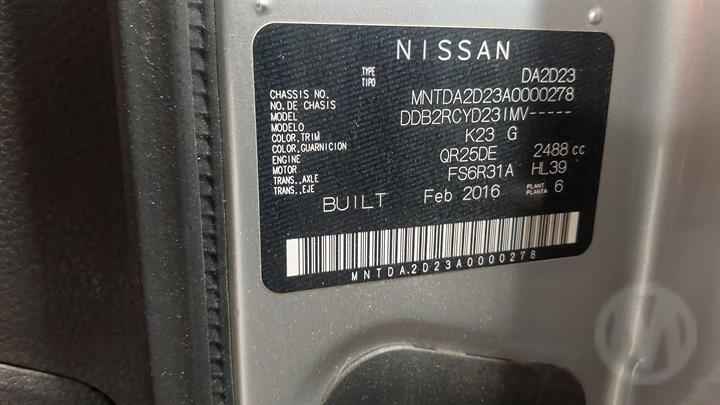 NISSAN
TYPE
TIPO DA2D23
CHASSIS NO.
NO.DE CHASIS MNTDA2D23A0000278
MODEL
MODELO DDB2RCYD23IMV-----
COLOR,TRIM
COLOR,GUARNI K23 G
ENGINE
MOTOR QR25DE 2488 cc
TRANS.,AXLE
TRANS.,EJE FS6R31A HL39
BUILT Feb 2016 PLANT
PLANTA 6
MNTDA2D23A0000278